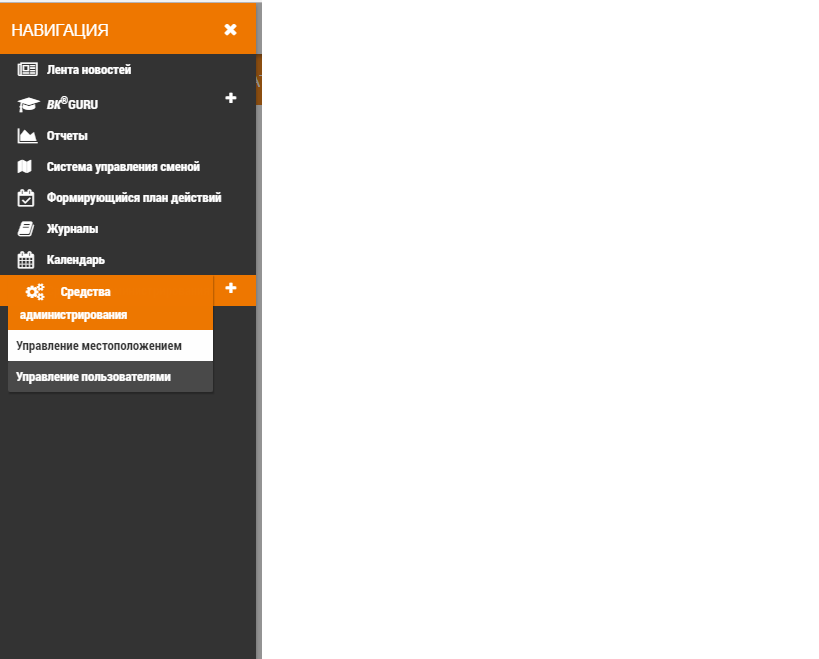 НАВИГАЦИЯ
Лента новостей
BK®GURU
Отчеты
Система управления сменой
Формирующийся план действий
Журналы
Календарь
Средства
администрирования
Управление местоположением
Управление пользователями